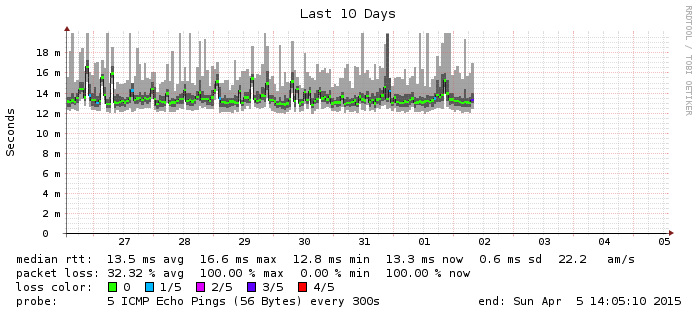 Last 10 Days
RRDTOOL / TOBI OETIKER
Seconds
18 m
16 m
14 m
12 m
10 m
8 m
6 m
4 m
2 m
0
27 28 29 30 31 01 02 03 04 05
median rtt: 13.5 ms avg 16.6 ms max 12.8 ms min 13.3 ms now 0.6 ms sd 22.2 am/s
packet loss: 32.32 % avg 100.00 % max 0.00 % min 100.00 % now
loss color: 0 1/5 2/5 3/5 4/5
probe: 5 ICMP Echo Pings (56 Bytes) every 300s end: Sun Apr 5 14:05:10 2015